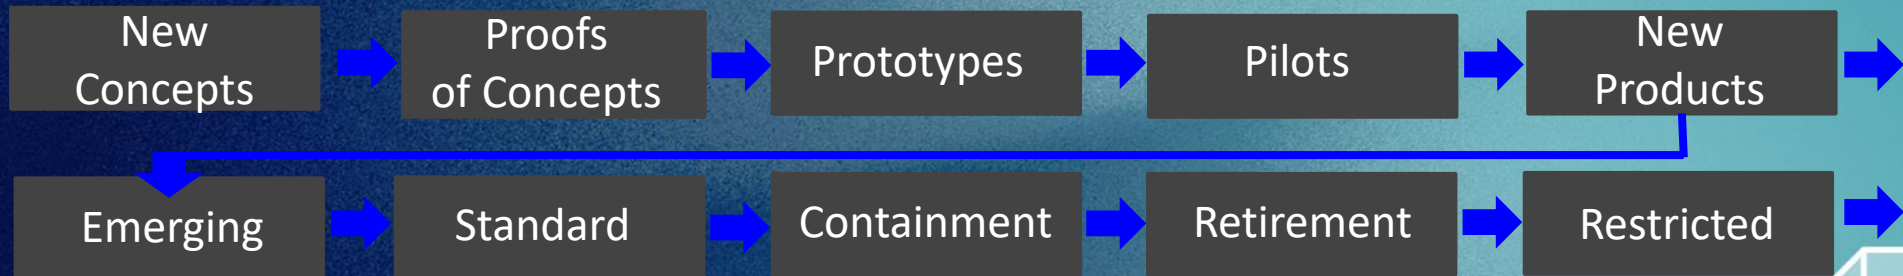 New
Concepts
Proofs
of Concepts
Prototypes
Pilots
New
Products
Emerging
Standard
Containment
Retirement
Restricted